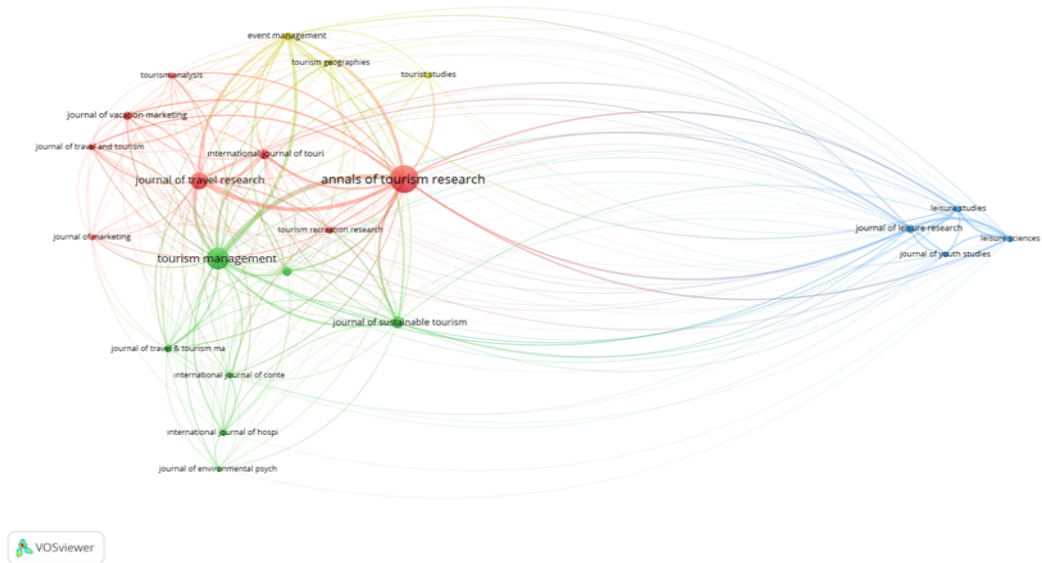 event management
tourism geographies
tourist studies
tourism analysis
journal of vacation marketing
journal of travel and tourism
international journal of touri
journal of travel research
annals of tourism research
leisure studies
journal of leisure research
tourism recreation research
journal of marketing
leisure sciences
journal of youth studies
tourism management
journal of sustainable tourism
journal of travel & tourism ma
international journal of conte
international journal of hospi
journal of environmental psych
VOSviewer